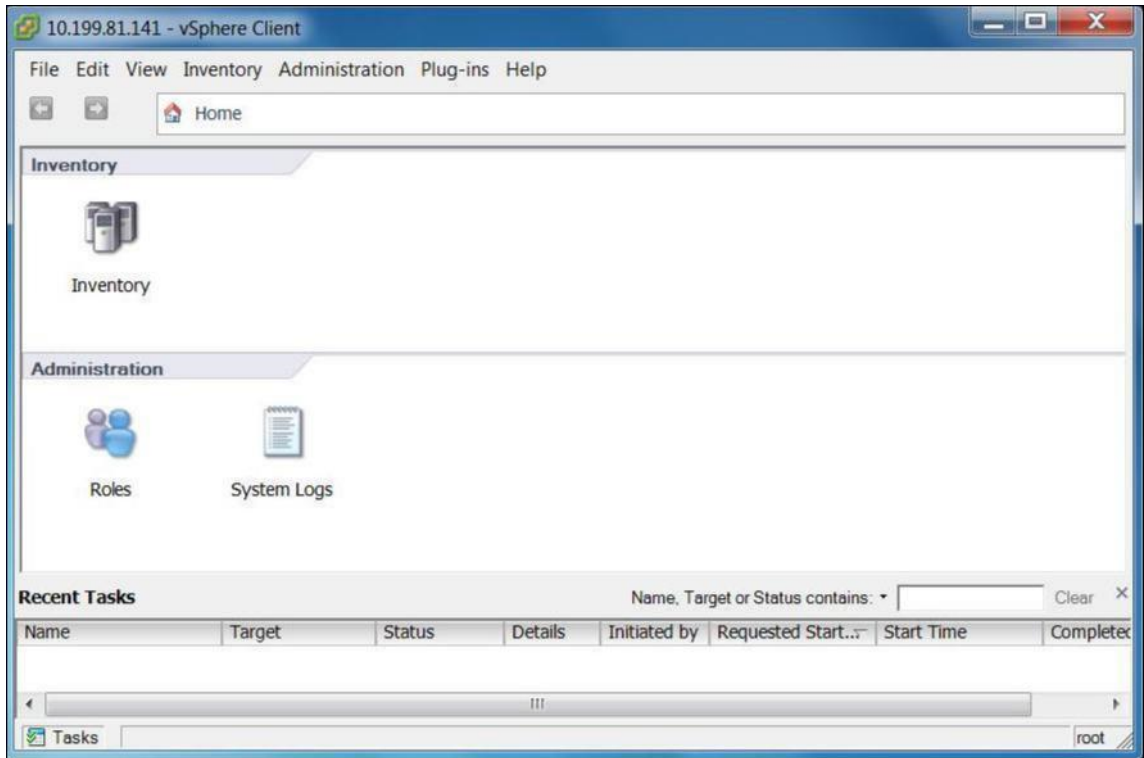 10.199.81.141 - vSphere Client
File Edit View Inventory Administration Plug-ins Help
Home
Inventory
Inventory
Administration
Roles System Logs
Recent Tasks Name, Target or Status contains: Clear
Name Target Status Details Initiated by Requested Start... Start Time Completed
Tasks root